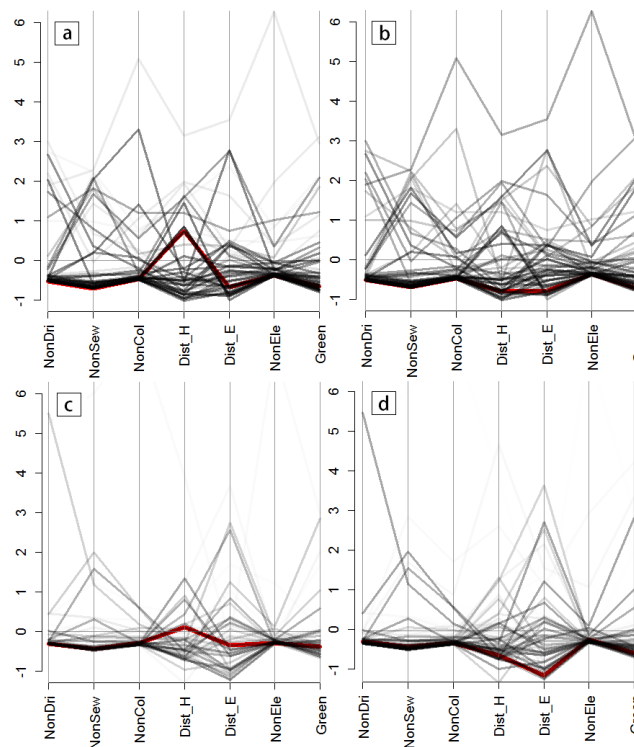 a
b
6
5
4
3
2
1
0
-1
6
5
4
3
2
1
0
-1
NonDri
NonSew
NonCol
Dist_H
Dist_E
NonEle
Green
NonDri
NonSew
NonCol
Dist_H
Dist_E
NonEle
c
d
6
5
4
3
2
1
0
-1
6
5
4
3
2
1
0
-1
NonDri
NonSew
NonCol
Dist_H
Dist_E
NonEle
Green
NonDri
NonSew
NonCol
Dist_H
Dist_E
NonEle